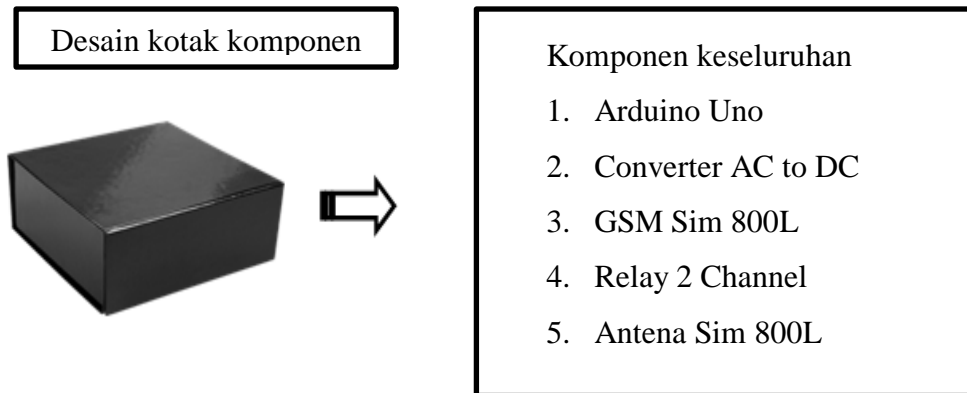 Desain kotak komponen
Komponen keseluruhan
1. Arduino Uno
2. Converter AC to DC
3. GSM Sim 800L
4. Relay 2 Channel
5. Antena Sim 800L